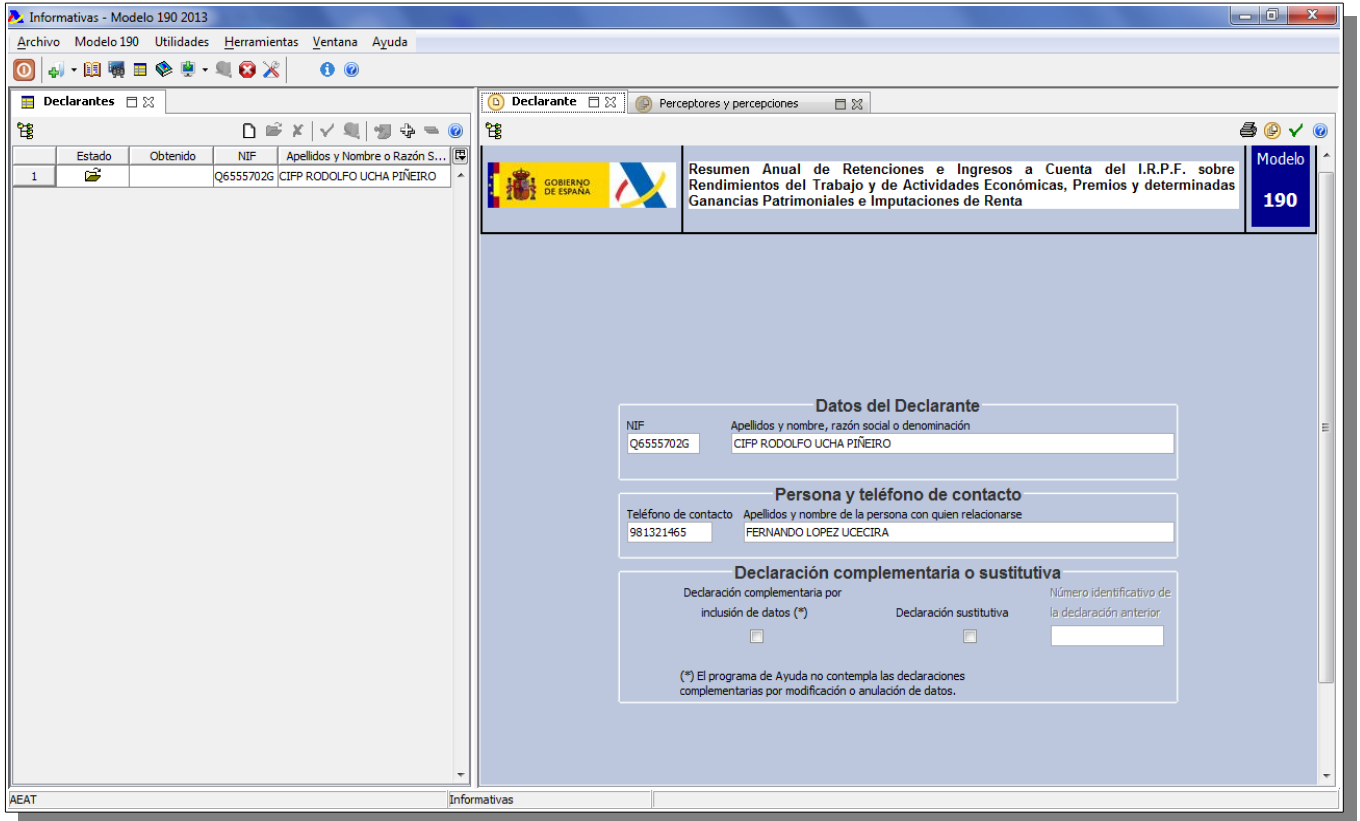 Informativas - Modelo 190 2013
Archivo Modelo 190 Utilidades Herramientas Ventana Ayuda
Declarantes
Estado Obtenido NIF Apellidos y Nombre o Razón S...
1 Q6555702G CIFP RODOLFO UCHA PIÑEIRO
Declarante Perceptores y percepciones
GOBIERNO
DE ESPAÑA
Resumen Anual de Retenciones e Ingresos a Cuenta del I.R.P.F. sobre
Rendimientos del Trabajo y de Actividades Económicas, Premios y determinadas
Ganancias Patrimoniales e Imputaciones de Renta
Modelo
190
Datos del Declarante
NIF Apellidos y nombre, razón social o denominación
Q6555702G CIFP RODOLFO UCHA PIÑEIRO
Persona y teléfono de contacto
Teléfono de contacto Apellidos y nombre de la persona con quien relacionarse
981321465 FERNANDO LOPEZ UCECIRA
Declaración complementaria o sustitutiva
Declaración complementaria por Número identificativo de
inclusión de datos (*) Declaración sustitutiva la declaración anterior
(*) El programa de Ayuda no contempla las declaraciones
complementarias por modificación o anulación de datos.
AEAT Informativas